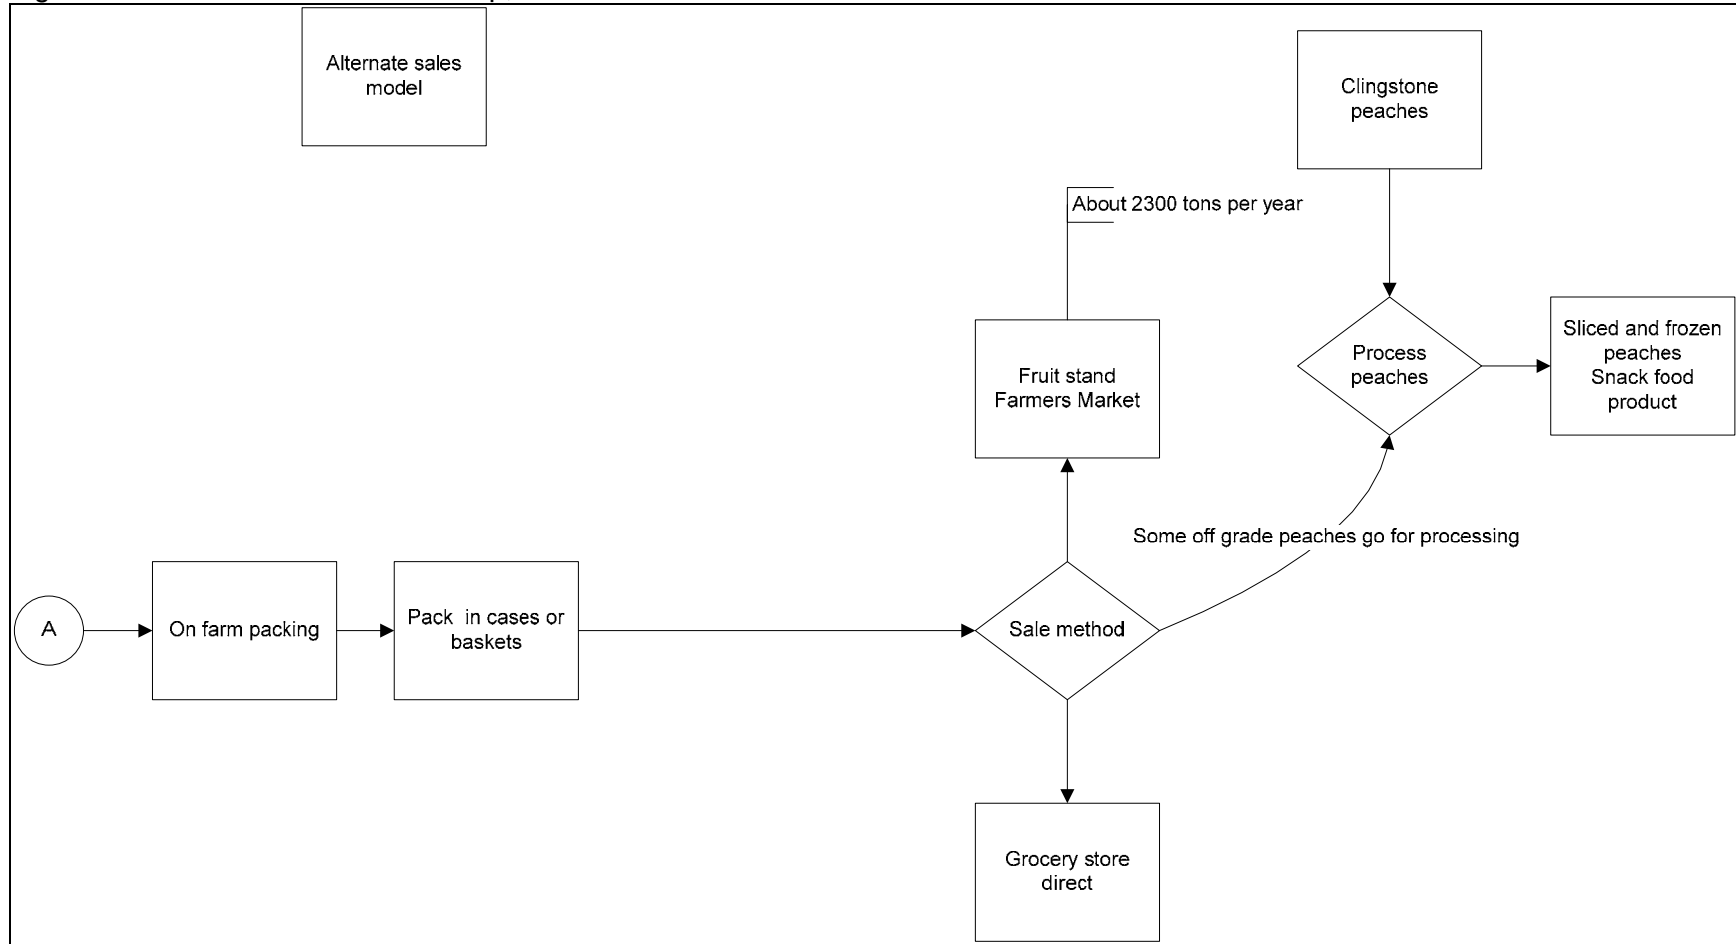 Alternate sales
model
Clingstone
peaches
About 2300 tons per year
Fruit stand
Farmers Market
Process
peaches
Sliced and frozen
peaches
Snack food
product
Some off grade peaches go for processing
A
On farm packing
Pack  in cases or
baskets
Sale method
Grocery store
direct